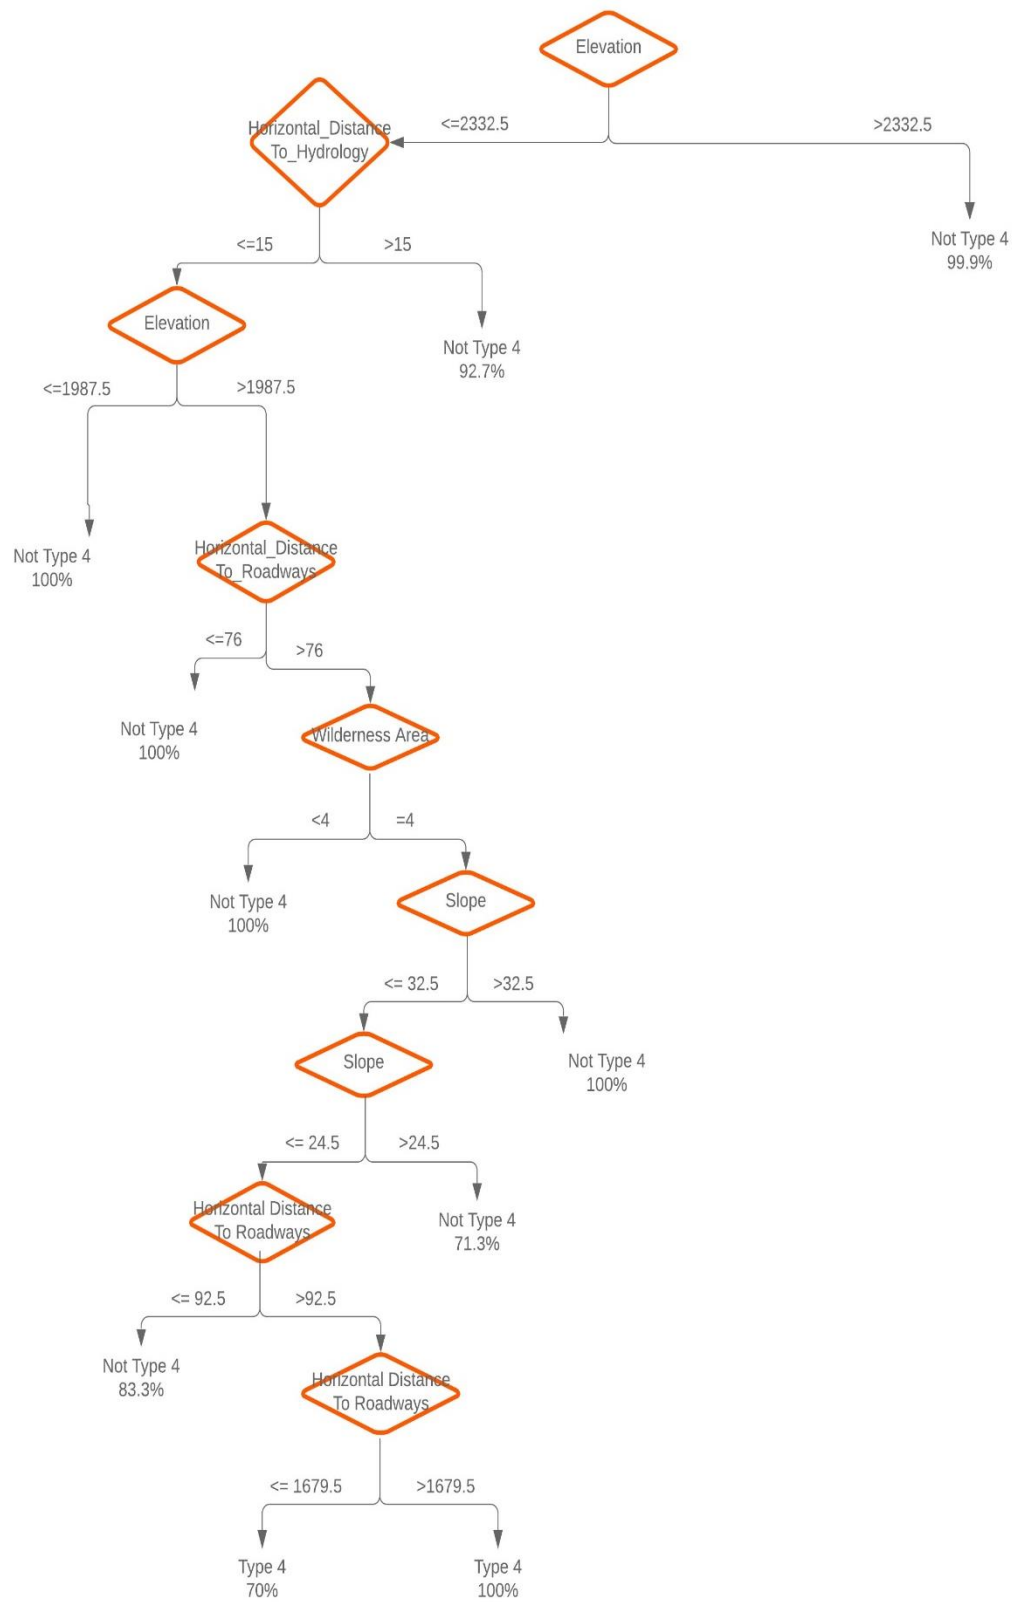 Elevation
<=2332.5
>2332.5
Horizontal_Distance
To_Hydrology
Not Type 4
99.9%
<=15
>15
Elevation
Not Type 4
92.7%
<=1987.5
>1987.5
Not Type 4
100%
Horizontal_Distance
To_Roadways
<=76
>76
Not Type 4
100%
Wilderness Area
<4
=4
Not Type 4
100%
Slope
<= 32.5
>32.5
Slope
Not Type 4
100%
<= 24.5
>24.5
Horizontal Distance
To Roadways
Not Type 4
71.3%
<= 92.5
>92.5
Not Type 4
83.3%
Horizontal Distance
To Roadways
<= 1679.5
>1679.5
Type 4
70%
Type 4
100%